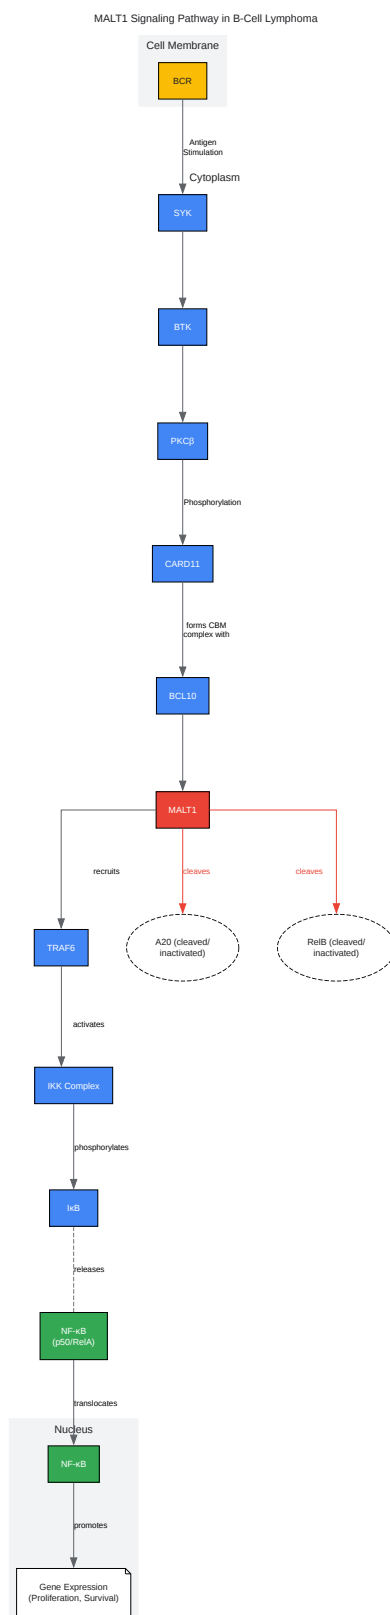 MALT1 Signaling Pathway in B-Cell Lymphoma
Cell Membrane
BCR
Antigen
Stimulation
Cytoplasm
SYK
BTK
PKCβ
Phosphorylation
CARD11
forms CBM
complex with
BCL10
MALT1
recruits
cleaves
cleaves
TRAF6
A20 (cleaved/
inactivated)
RelB (cleaved/
inactivated)
activates
IKK Complex
phosphorylates
IκB
releases
NF-κB
(p50/RelA)
translocates
Nucleus
NF-κB
promotes
Gene Expression
(Proliferation, Survival)